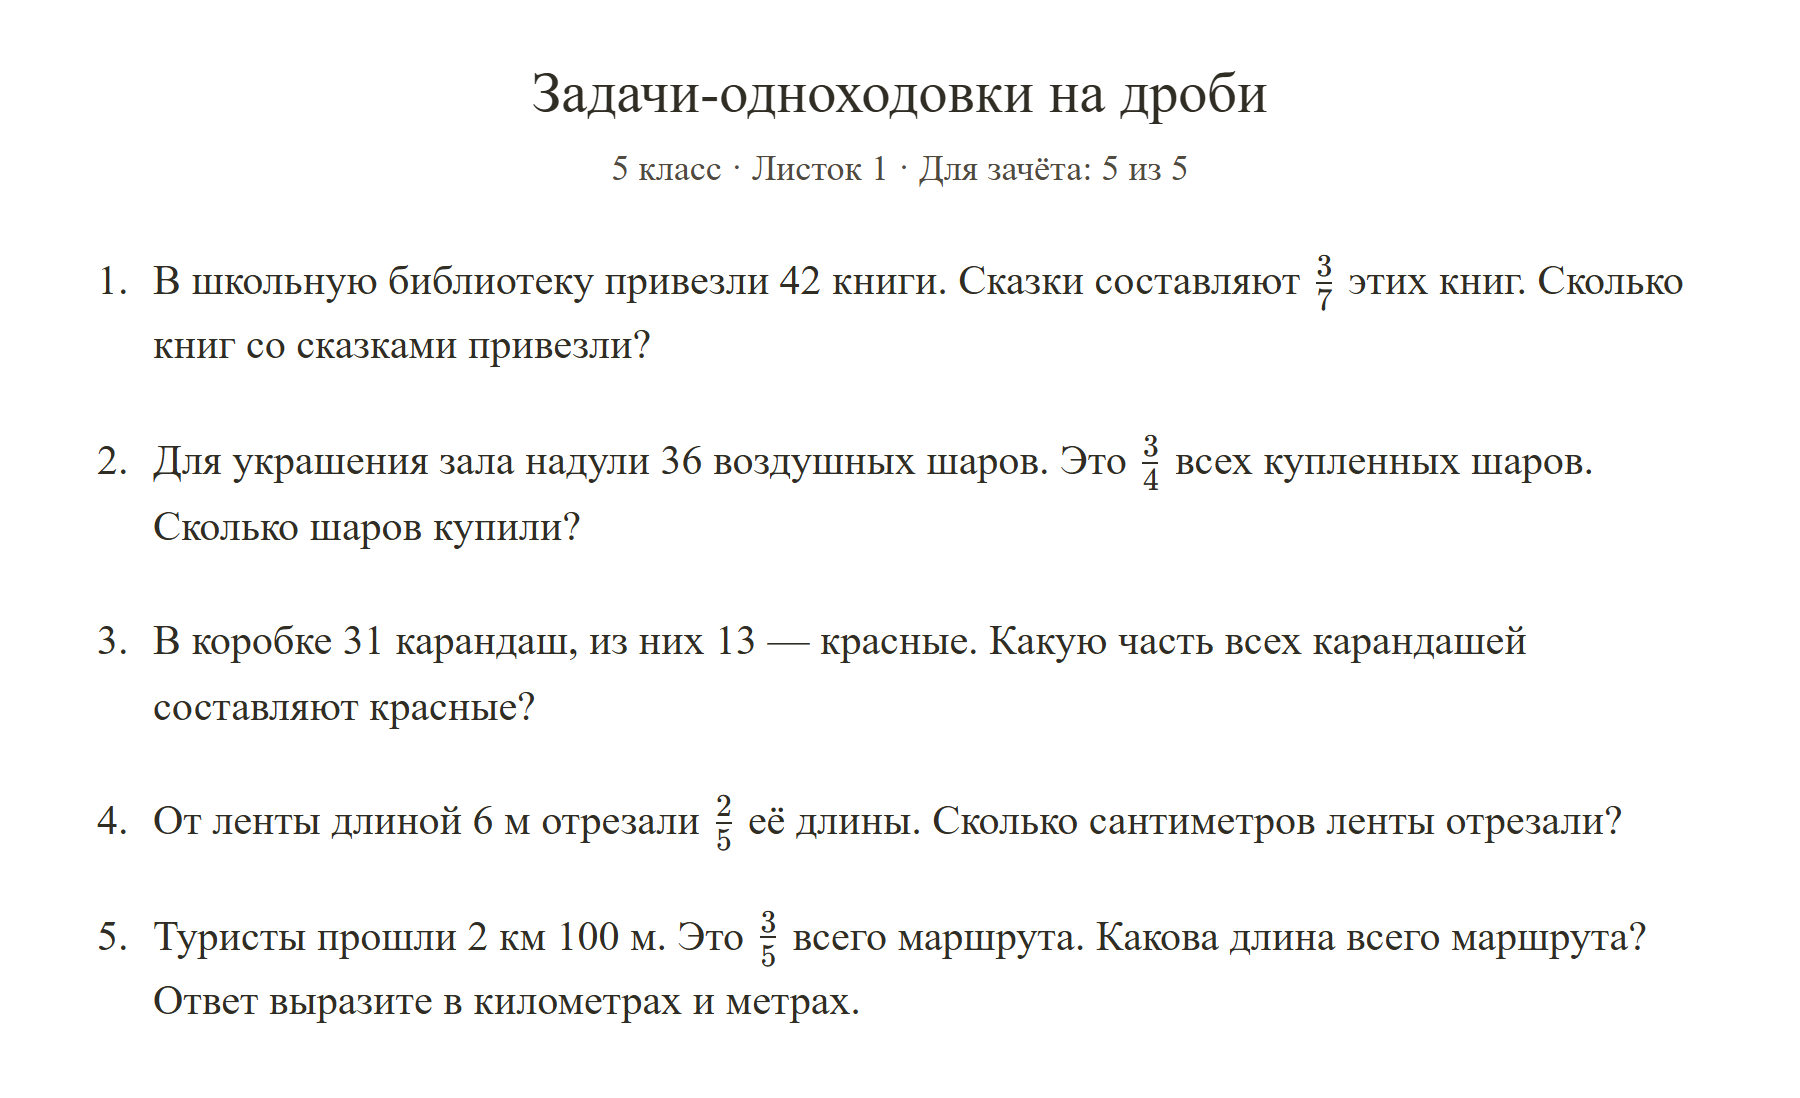 Задачи-одноходовки на дроби
5 класс · Листок 1 · Для зачёта: 5 из 5
1. В школьную библиотеку привезли 42 книги. Сказки составляют 3/7 этих книг. Сколько
книг со сказками привезли?
2. Для украшения зала надули 36 воздушных шаров. Это 3/4 всех купленных шаров.
Сколько шаров купили?
3. В коробке 31 карандаш, из них 13 — красные. Какую часть всех карандашей
составляют красные?
4. От ленты длиной 6 м отрезали 2/5 её длины. Сколько сантиметров ленты отрезали?
5. Туристы прошли 2 км 100 м. Это 3/5 всего маршрута. Какова длина всего маршрута?
Ответ выразите в километрах и метрах.